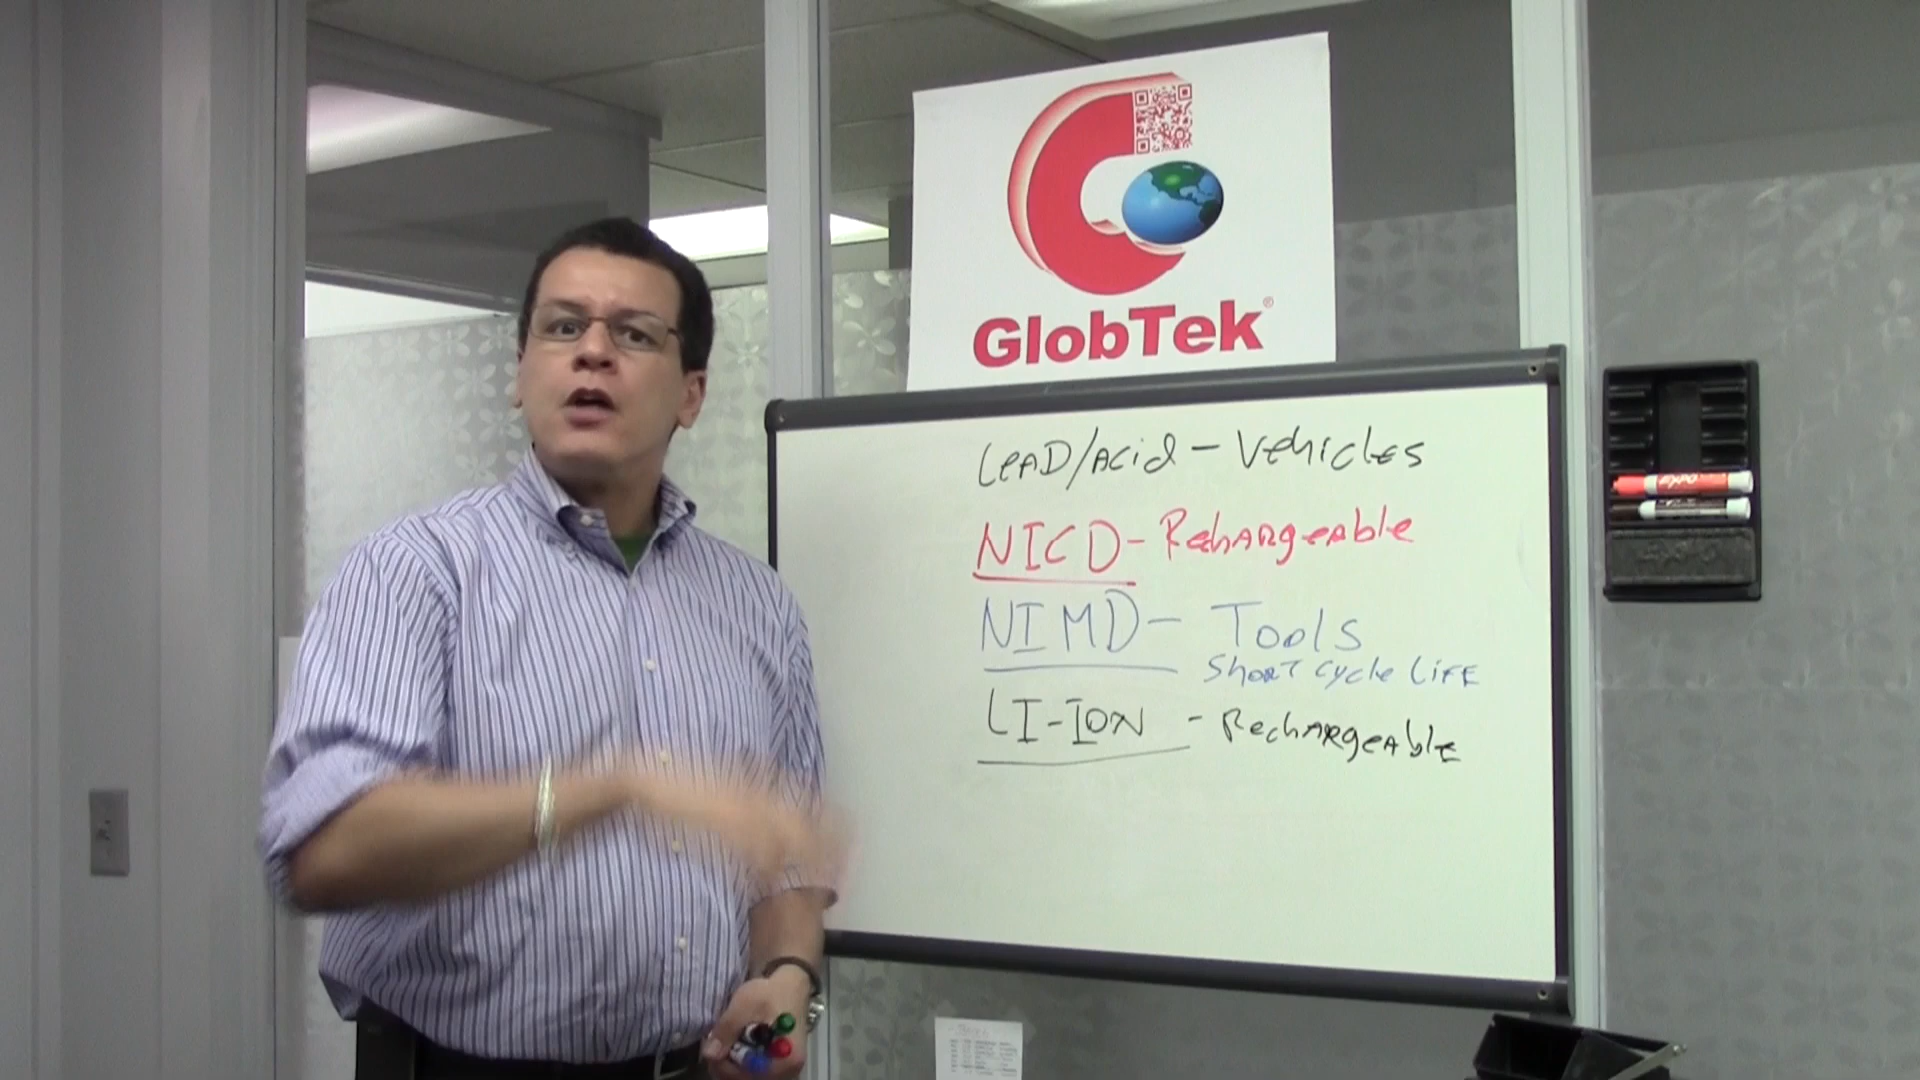 GlobTek®
LEAD/ACid - VEHICLES
NICD - RECHARGEABLE
NIMD - TOOLS
SHORT CYCLE LIFE
LI-ION - RECHARGEABLE
EXPO